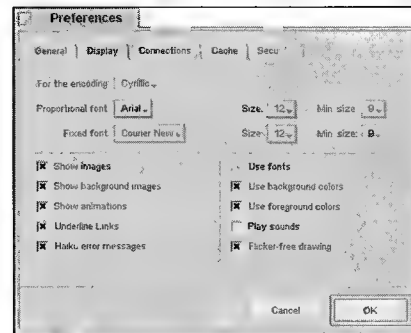 Preferences
General Display Connections Cache Secu
For the encoding Cyrillic
Proportional font Arial Size: 12 Min size 9
Fixed font Courier New Size: 12 Min size: 9
Show images Use fonts
Show background images Use background colors
Show animations Use foreground colors
Underline Links Play sounds
Haiku error messages Flicker-free drawing
Cancel OK